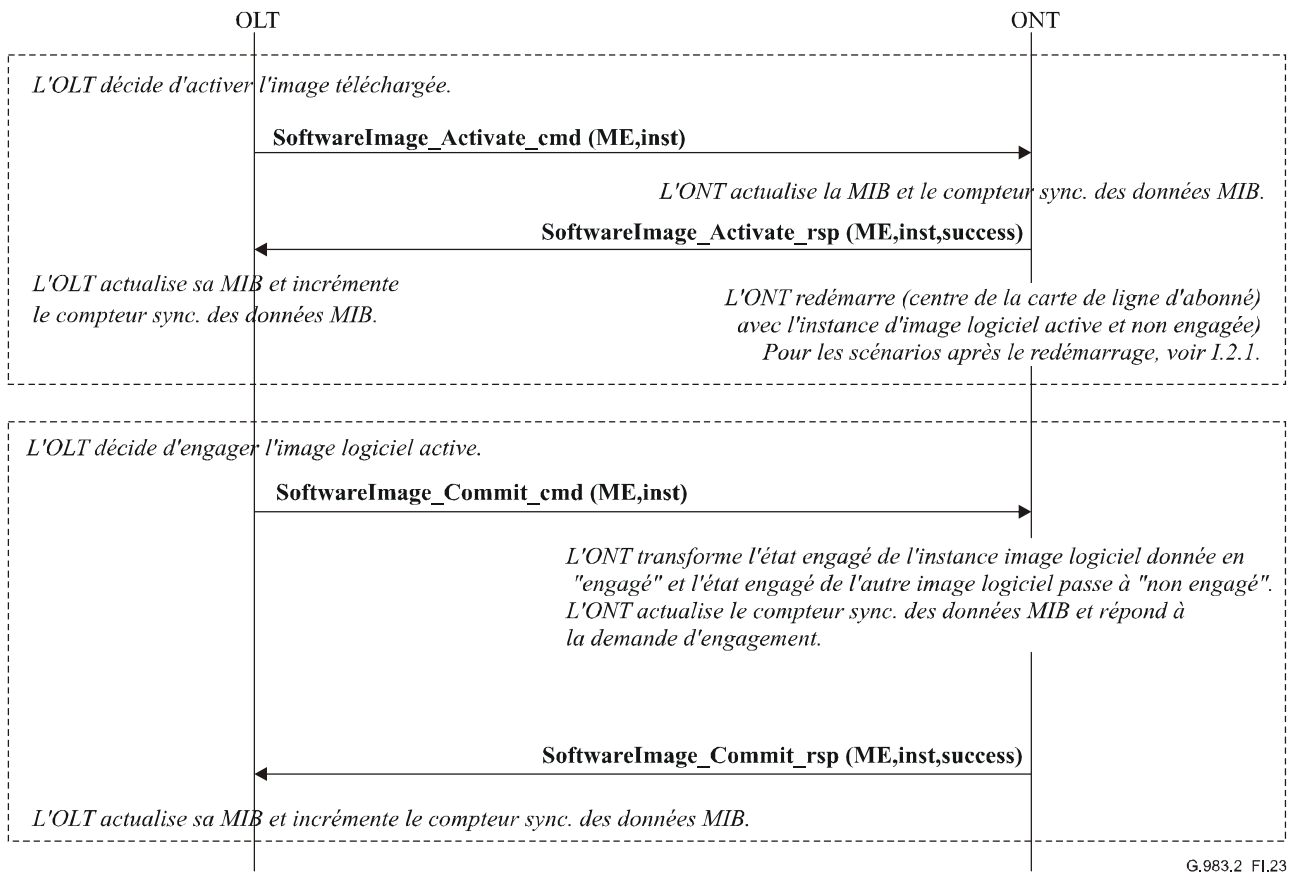 OLT
ONT
L'OLT décide d'activer l'image téléchargée.
SoftwareImage_Activate_cmd (ME,inst)
L'ONT actualise la MIB et le compteur sync. des données MIB.
SoftwareImage_Activate_rsp (ME,inst,success)
L'OLT actualise sa MIB et incrémente
le compteur sync. des données MIB.
L'ONT redémarre (centre de la carte de ligne d'abonné)
avec l'instance d'image logiciel active et non engagée)
Pour les scénarios après le redémarrage, voir I.2.1.
L'OLT décide d'engager l'image logiciel active.
SoftwareImage_Commit_cmd (ME,inst)
L'ONT transforme l'état engagé de l'instance image logiciel donnée en
"engagé" et l'état engagé de l'autre image logiciel passe à "non engagé".
L'ONT actualise le compteur sync. des données MIB et répond à
la demande d'engagement.
SoftwareImage_Commit_rsp (ME,inst,success)
L'OLT actualise sa MIB et incrémente le compteur sync. des données MIB.
G.983.2_FI.23